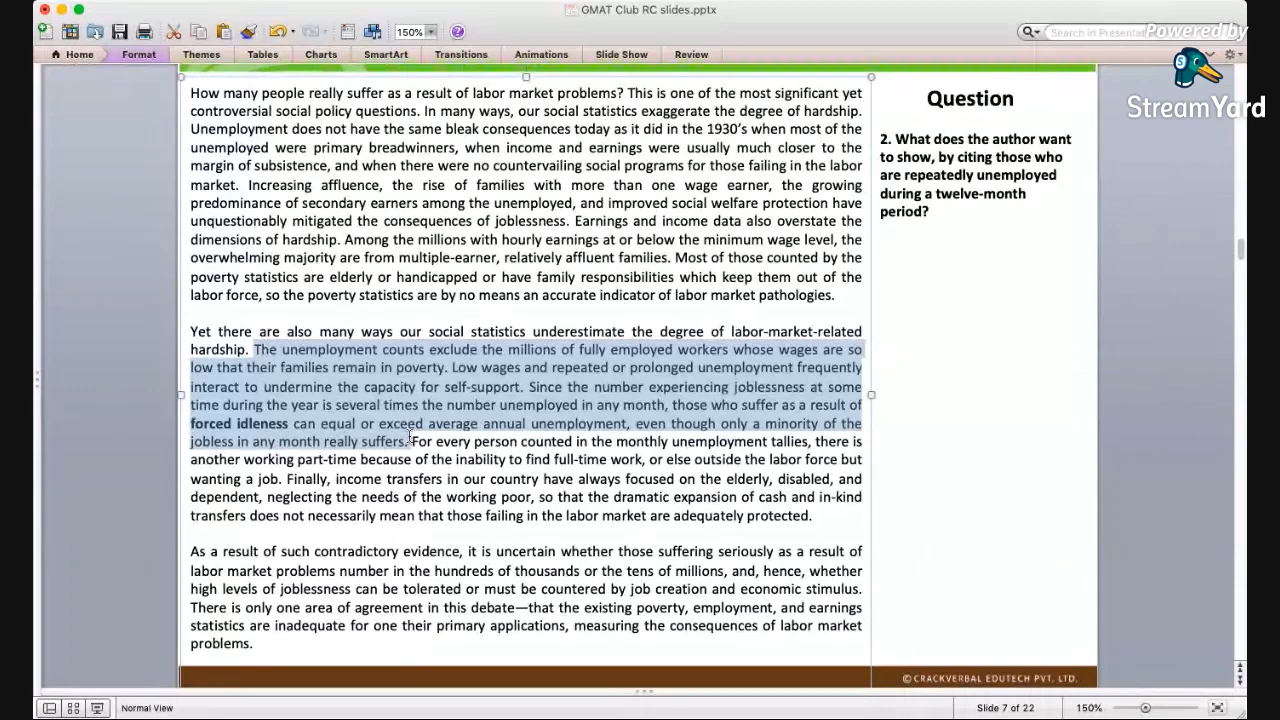 GMAT Club RC slides.pptx
150%
Search in Presentat
Powered by
StreamYard
Home
Format
Themes
Tables
Charts
SmartArt
Transitions
Animations
Slide Show
Review
How many people really suffer as a result of labor market problems? This is one of the most significant yet
controversial social policy questions. In many ways, our social statistics exaggerate the degree of hardship.
Unemployment does not have the same bleak consequences today as it did in the 1930's when most of the
unemployed were primary breadwinners, when income and earnings were usually much closer to the
margin of subsistence, and when there were no countervailing social programs for those failing in the labor
market. Increasing affluence, the rise of families with more than one wage earner, the growing
predominance of secondary earners among the unemployed, and improved social welfare protection have
unquestionably mitigated the consequences of joblessness. Earnings and income data also overstate the
dimensions of hardship. Among the millions with hourly earnings at or below the minimum wage level, the
overwhelming majority are from multiple-earner, relatively affluent families. Most of those counted by the
poverty statistics are elderly or handicapped or have family responsibilities which keep them out of the
labor force, so the poverty statistics are by no means an accurate indicator of labor market pathologies.
Yet there are also many ways our social statistics underestimate the degree of labor-market-related
hardship. The unemployment counts exclude the millions of fully employed workers whose wages are so
low that their families remain in poverty. Low wages and repeated or prolonged unemployment frequently
interact to undermine the capacity for self-support. Since the number experiencing joblessness at some
time during the year is several times the number unemployed in any month, those who suffer as a result of
forced idleness can equal or exceed average annual unemployment, even though only a minority of the
jobless in any month really suffers. For every person counted in the monthly unemployment tallies, there is
another working part-time because of the inability to find full-time work, or else outside the labor force but
wanting a job. Finally, income transfers in our country have always focused on the elderly, disabled, and
dependent, neglecting the needs of the working poor, so that the dramatic expansion of cash and in-kind
transfers does not necessarily mean that those failing in the labor market are adequately protected.
As a result of such contradictory evidence, it is uncertain whether those suffering seriously as a result of
labor market problems number in the hundreds of thousands or the tens of millions, and, hence, whether
high levels of joblessness can be tolerated or must be countered by job creation and economic stimulus.
There is only one area of agreement in this debate—that the existing poverty, employment, and earnings
statistics are inadequate for one their primary applications, measuring the consequences of labor market
problems.
Question
2. What does the author want
to show, by citing those who
are repeatedly unemployed
during a twelve-month
period?
© CRACKVERBAL EDUTECH PVT. LTD.
Normal View
Slide 7 of 22
150%